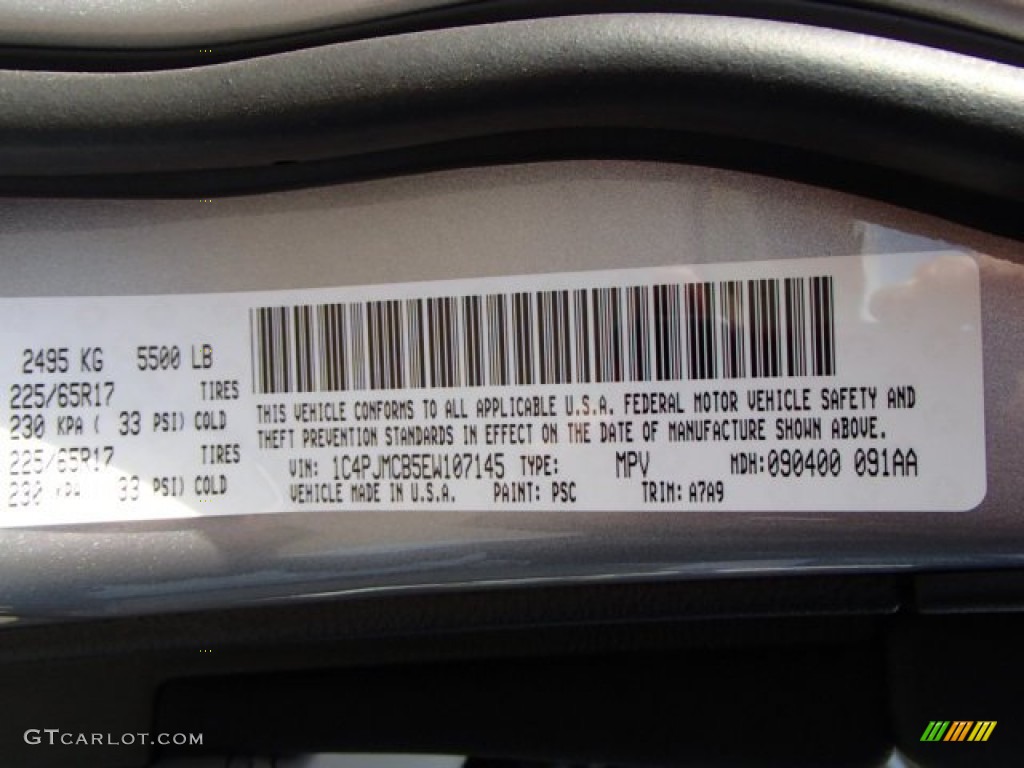 2495 KG 5500 LB
225/65R17 TIRES
230 KPA ( 33 PSI) COLD
225/65R17 TIRES
230 KPA 33 PSI) COLD
THIS VEHICLE CONFORMS TO ALL APPLICABLE U.S.A. FEDERAL MOTOR VEHICLE SAFETY AND
THEFT PREVENTION STANDARDS IN EFFECT ON THE DATE OF MANUFACTURE SHOWN ABOVE.
VIN: 1C4PJMCB5EW107145 TYPE: MPV MDH:090400 091AA
VEHICLE MADE IN U.S.A. PAINT: PSC TRIM: A7A9
GTCARLOT.COM